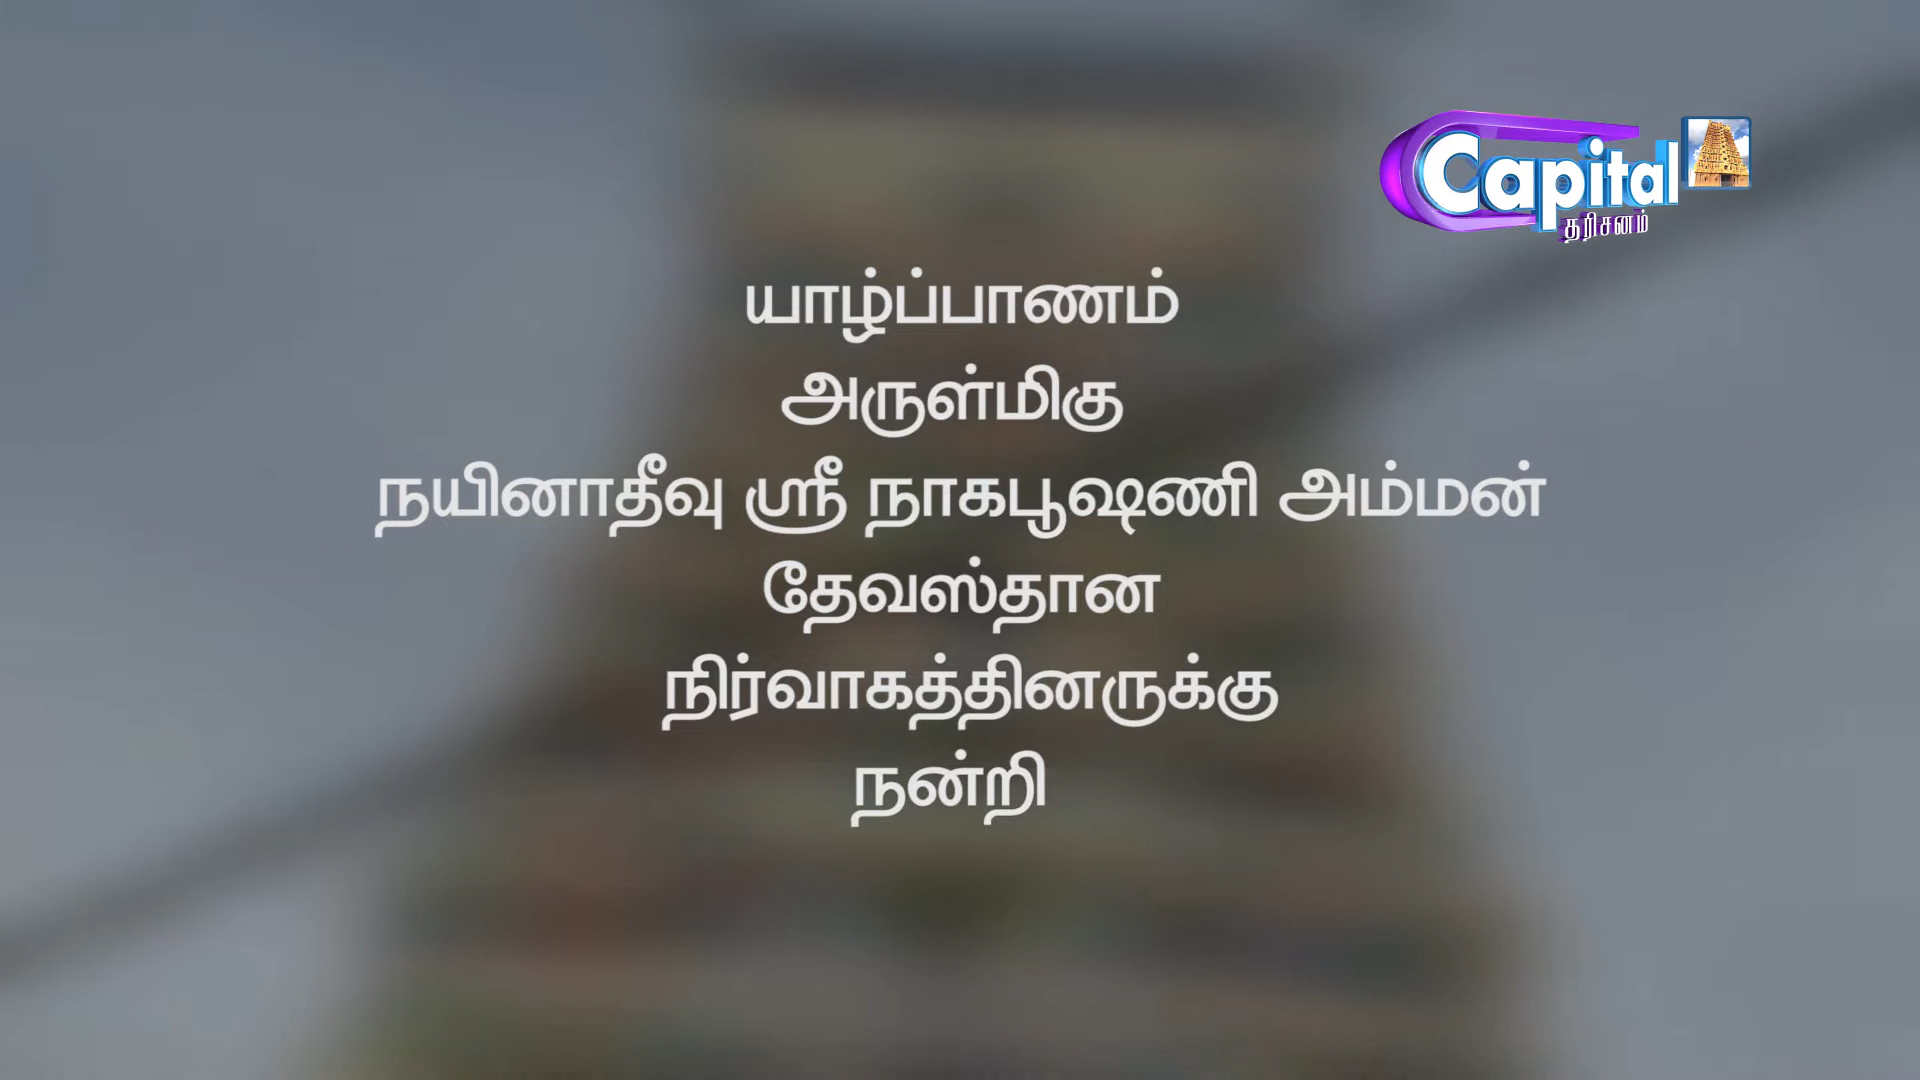 Capital
தரிசனம்
யாழ்ப்பாணம்
அருள்மிகு
நயினாதீவு ஸ்ரீ நாகபூஷணி அம்மன்
தேவஸ்தான
நிர்வாகத்தினருக்கு
நன்றி